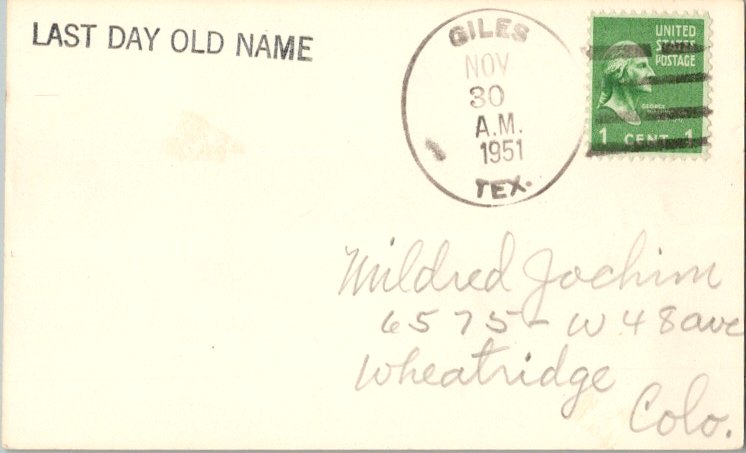 LAST DAY OLD NAME
GILES
NOV
30
A.M.
1951
TEX.
UNITED
STATES
POSTAGE
GEORGE
1 CENT 1
Mildred Jochim
6575 - W 48 ave
Wheatridge
Colo.